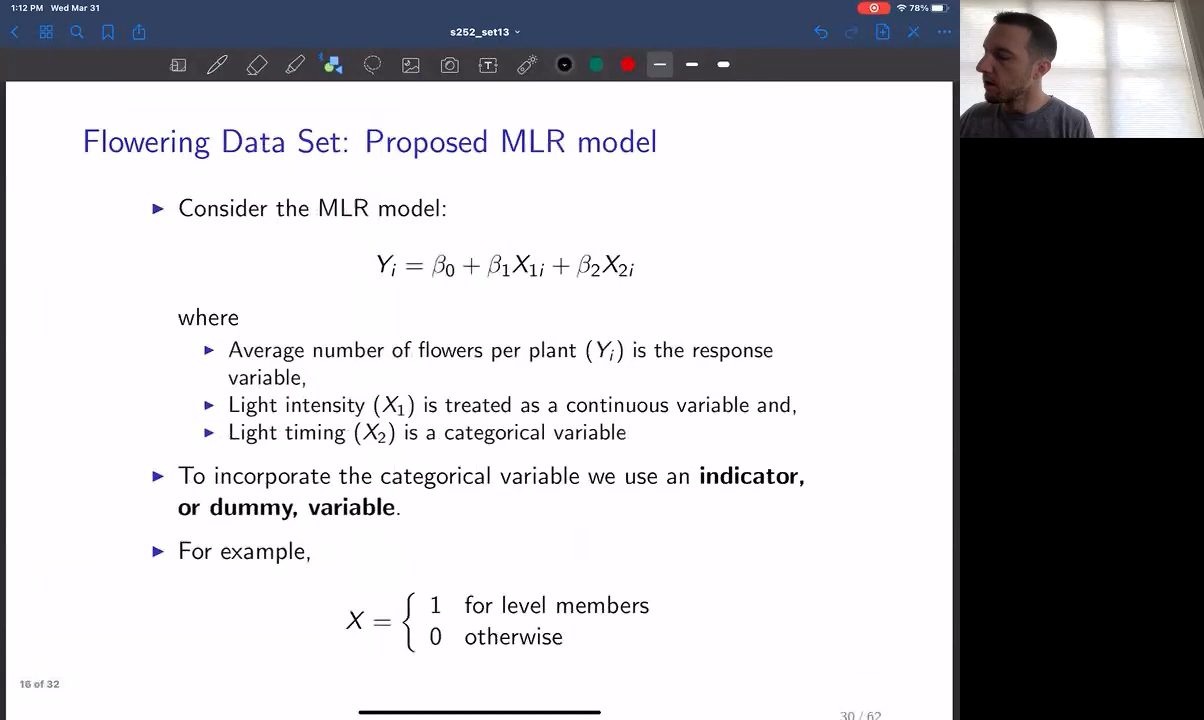 1:12 PM Wed Mar 31
78%
s252_set13
Flowering Data Set: Proposed MLR model
▶ Consider the MLR model:
Yᵢ = β₀ + β₁X₁ᵢ + β₂X₂ᵢ
where
▶ Average number of flowers per plant (Yᵢ) is the response
variable,
▶ Light intensity (X₁) is treated as a continuous variable and,
▶ Light timing (X₂) is a categorical variable
▶ To incorporate the categorical variable we use an indicator,
or dummy, variable.
▶ For example,
X = { 1 for level members
0 otherwise
16 of 32
30 / 62